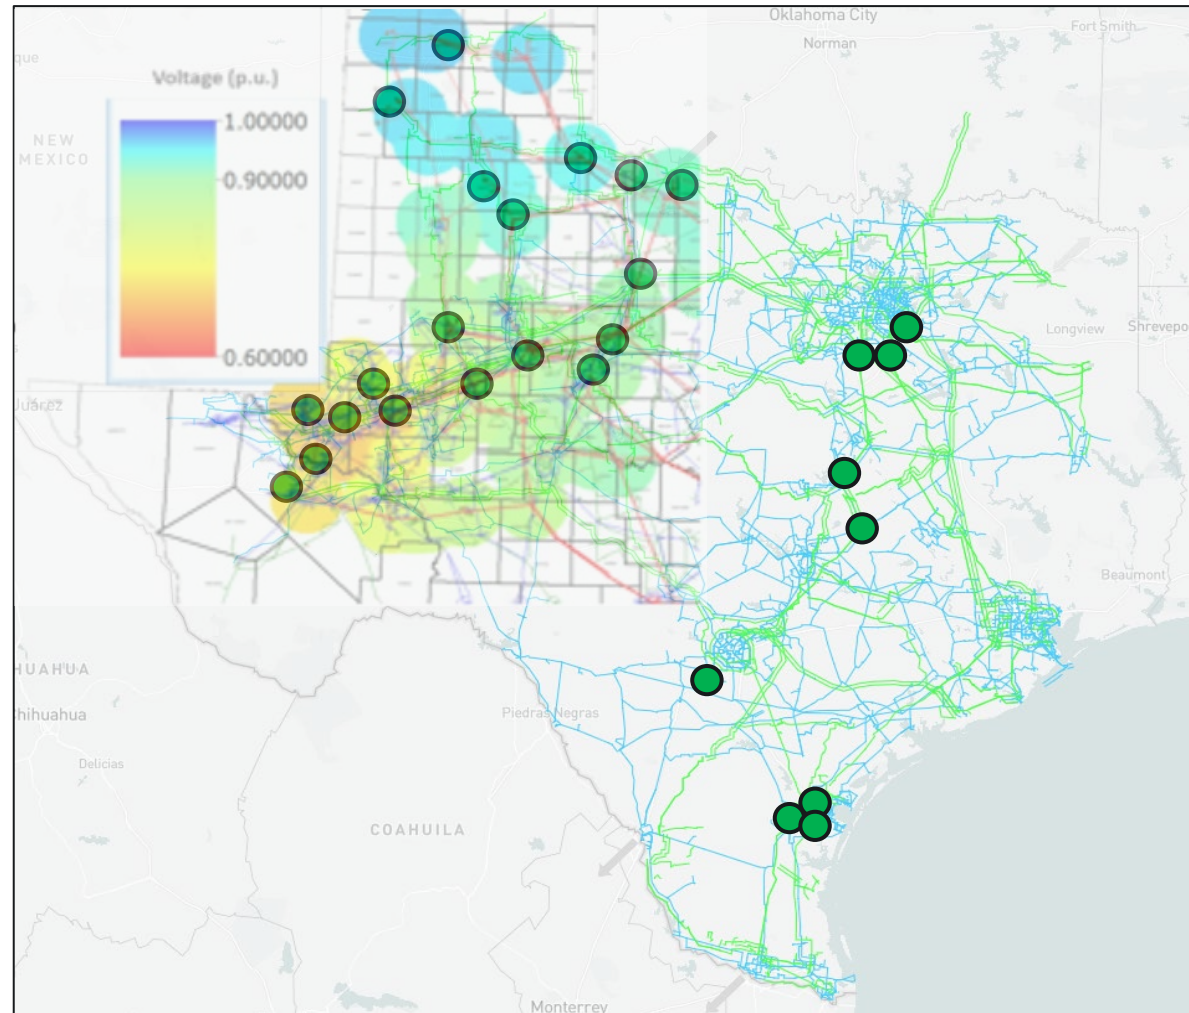 Oklahoma City
Fort Smith
Norman
que
Voltage (p.u.)
1.00000
NEW
MEXICO
0.90000
Longview
Shrevepo
0.60000
Juárez
Beaumont
HUAHUA
Chihuahua
Piedras Negras
Delicias
COAHUILA
Monterrey